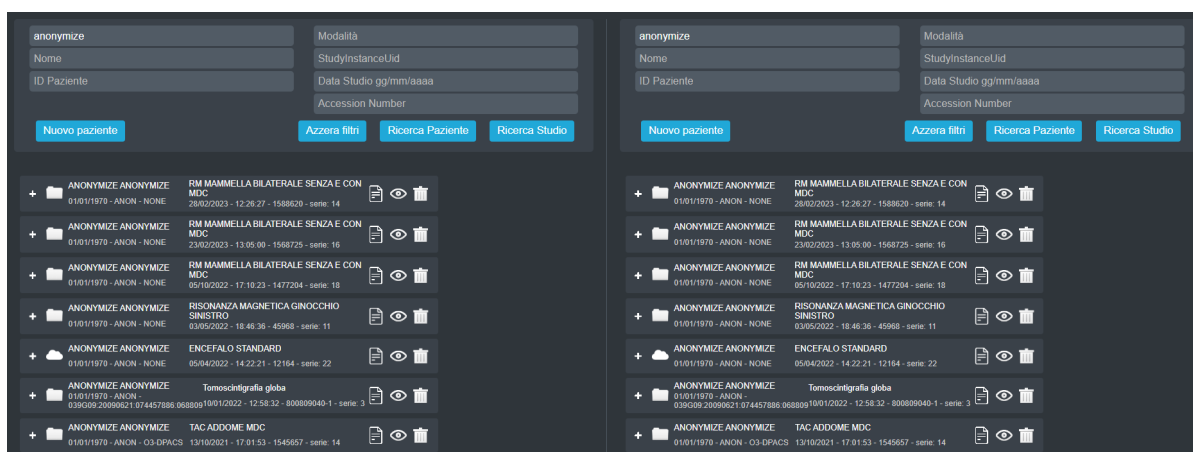 anonymize
Modalità
Nome
StudyInstanceUid
ID Paziente
Data Studio gg/mm/aaaa
Accession Number
Nuovo paziente
Azzera filtri
Ricerca Paziente
Ricerca Studio
ANONYMIZE ANONYMIZE
01/01/1970 - ANON - NONE
RM MAMMELLA BILATERALE SENZA E CON
MDC
28/02/2023 - 12:26:27 - 1588620 - serie: 14
ANONYMIZE ANONYMIZE
01/01/1970 - ANON - NONE
RM MAMMELLA BILATERALE SENZA E CON
MDC
23/02/2023 - 13:05:00 - 1568725 - serie: 16
ANONYMIZE ANONYMIZE
01/01/1970 - ANON - NONE
RM MAMMELLA BILATERALE SENZA E CON
MDC
05/10/2022 - 17:10:23 - 1477204 - serie: 18
ANONYMIZE ANONYMIZE
01/01/1970 - ANON - NONE
RISONANZA MAGNETICA GINOCCHIO
SINISTRO
03/05/2022 - 18:46:36 - 45968 - serie: 11
ANONYMIZE ANONYMIZE
01/01/1970 - ANON - NONE
ENCEFALO STANDARD
05/04/2022 - 14:22:21 - 12164 - serie: 22
ANONYMIZE ANONYMIZE
01/01/1970 - ANON -
039G09:20090621:074457886:068809
Tomoscintigrafia globa
10/01/2022 - 12:58:32 - 800809040-1 - serie: 3
ANONYMIZE ANONYMIZE
01/01/1970 - ANON - O3-DPACS
TAC ADDOME MDC
13/10/2021 - 17:01:53 - 1545657 - serie: 14
anonymize
Modalità
Nome
StudyInstanceUid
ID Paziente
Data Studio gg/mm/aaaa
Accession Number
Nuovo paziente
Azzera filtri
Ricerca Paziente
Ricerca Studio
ANONYMIZE ANONYMIZE
01/01/1970 - ANON - NONE
RM MAMMELLA BILATERALE SENZA E CON
MDC
28/02/2023 - 12:26:27 - 1588620 - serie: 14
ANONYMIZE ANONYMIZE
01/01/1970 - ANON - NONE
RM MAMMELLA BILATERALE SENZA E CON
MDC
23/02/2023 - 13:05:00 - 1568725 - serie: 16
ANONYMIZE ANONYMIZE
01/01/1970 - ANON - NONE
RM MAMMELLA BILATERALE SENZA E CON
MDC
05/10/2022 - 17:10:23 - 1477204 - serie: 18
ANONYMIZE ANONYMIZE
01/01/1970 - ANON - NONE
RISONANZA MAGNETICA GINOCCHIO
SINISTRO
03/05/2022 - 18:46:36 - 45968 - serie: 11
ANONYMIZE ANONYMIZE
01/01/1970 - ANON - NONE
ENCEFALO STANDARD
05/04/2022 - 14:22:21 - 12164 - serie: 22
ANONYMIZE ANONYMIZE
01/01/1970 - ANON -
039G09:20090621:074457886:068809
Tomoscintigrafia globa
10/01/2022 - 12:58:32 - 800809040-1 - serie: 3
ANONYMIZE ANONYMIZE
01/01/1970 - ANON - O3-DPACS
TAC ADDOME MDC
13/10/2021 - 17:01:53 - 1545657 - serie: 14